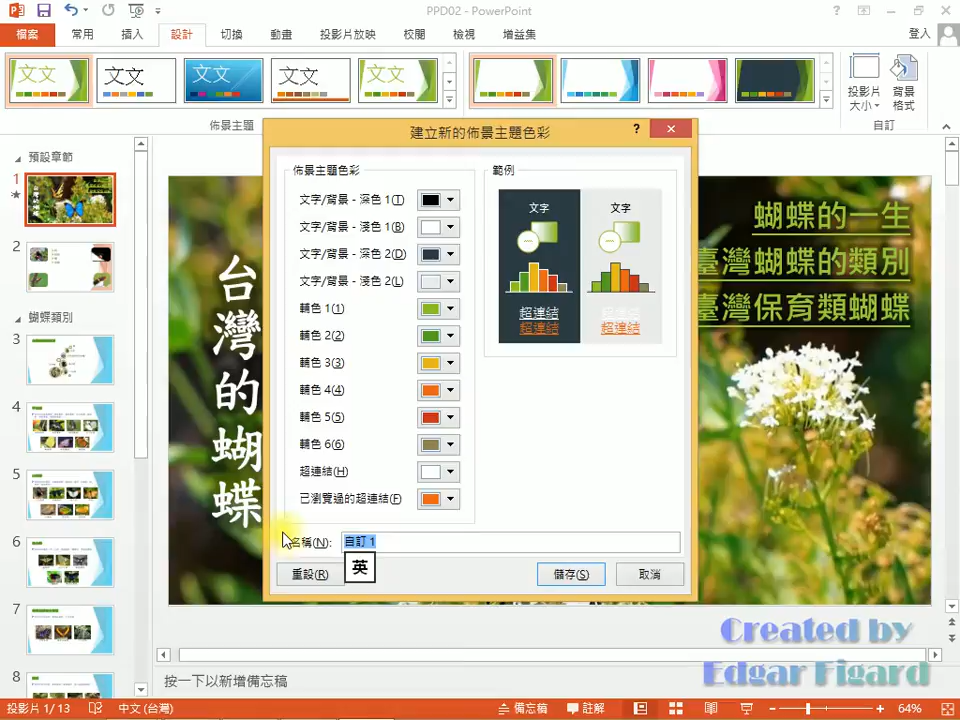 PPD02 - PowerPoint
登入
檔案
常用
插入
設計
切換
動畫
投影片放映
校閱
檢視
增益集
文文
文文
文文
文文
文文
投影片
大小
背景
格式
佈景主題
自訂
預設章節
1
2
蝴蝶類別
3
4
5
6
7
8
台灣的蝴蝶
蝴蝶的一生
臺灣蝴蝶的類別
臺灣保育類蝴蝶
建立新的佈景主題色彩
佈景主題色彩
文字/背景 - 深色 1(T)
文字/背景 - 淺色 1(B)
文字/背景 - 深色 2(D)
文字/背景 - 淺色 2(L)
輔色 1(1)
輔色 2(2)
輔色 3(3)
輔色 4(4)
輔色 5(5)
輔色 6(6)
超連結(H)
已瀏覽過的超連結(F)
範例
文字
文字
超連結
超連結
超連結
超連結
名稱(N):
自訂 1
英
重設(R)
儲存(S)
取消
Created by
Edgar Figard
按一下以新增備忘稿
投影片 1/13
中文 (台灣)
備忘稿
註解
64%